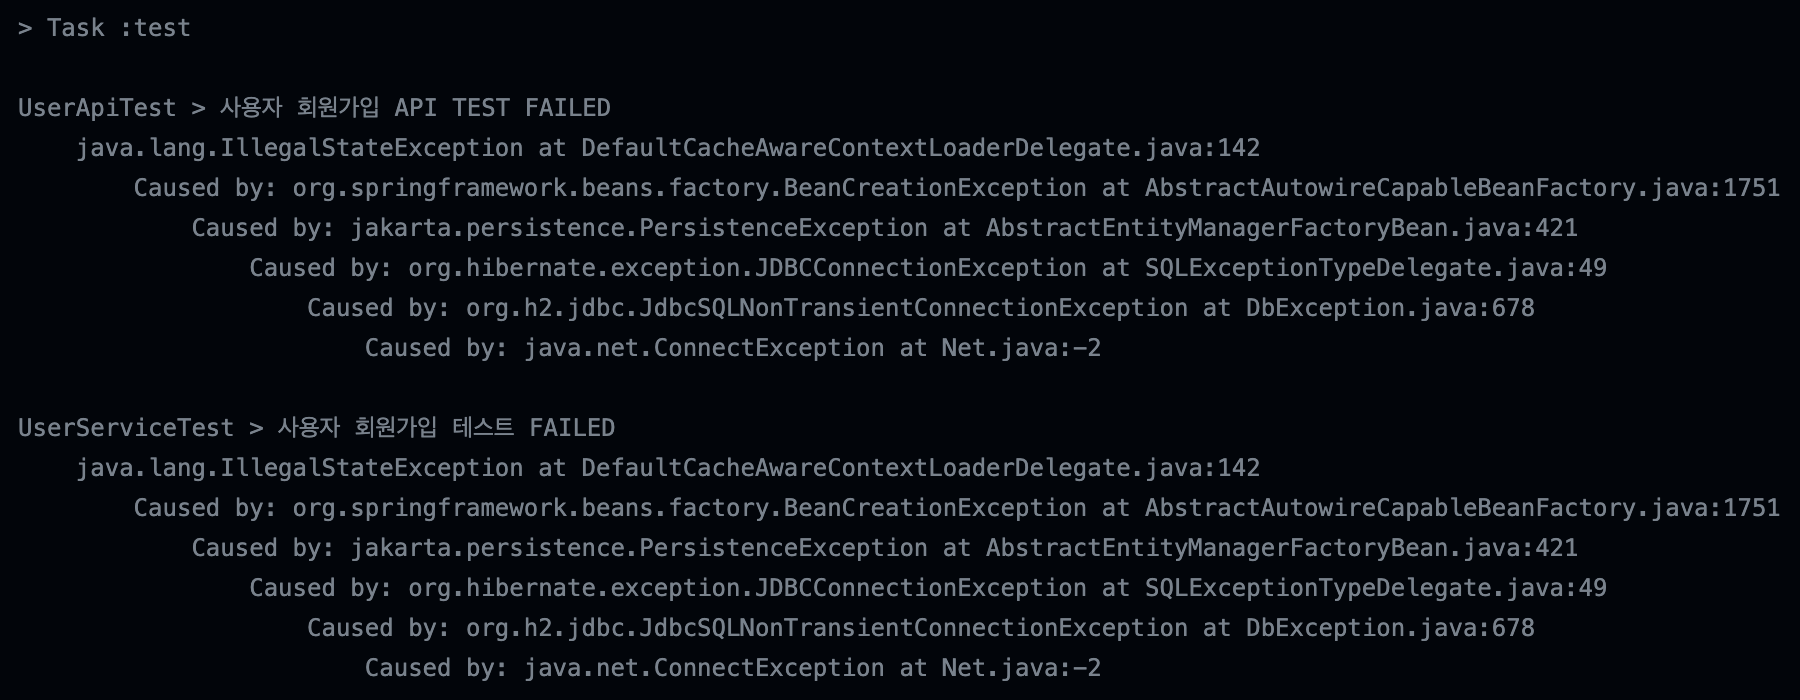 > Task :test
UserApiTest > 사용자 회원가입 API TEST FAILED
java.lang.IllegalStateException at DefaultCacheAwareContextLoaderDelegate.java:142
Caused by: org.springframework.beans.factory.BeanCreationException at AbstractAutowireCapableBeanFactory.java:1751
Caused by: jakarta.persistence.PersistenceException at AbstractEntityManagerFactoryBean.java:421
Caused by: org.hibernate.exception.JDBCConnectionException at SQLExceptionTypeDelegate.java:49
Caused by: org.h2.jdbc.JdbcSQLNonTransientConnectionException at DbException.java:678
Caused by: java.net.ConnectException at Net.java:-2
UserServiceTest > 사용자 회원가입 테스트 FAILED
java.lang.IllegalStateException at DefaultCacheAwareContextLoaderDelegate.java:142
Caused by: org.springframework.beans.factory.BeanCreationException at AbstractAutowireCapableBeanFactory.java:1751
Caused by: jakarta.persistence.PersistenceException at AbstractEntityManagerFactoryBean.java:421
Caused by: org.hibernate.exception.JDBCConnectionException at SQLExceptionTypeDelegate.java:49
Caused by: org.h2.jdbc.JdbcSQLNonTransientConnectionException at DbException.java:678
Caused by: java.net.ConnectException at Net.java:-2